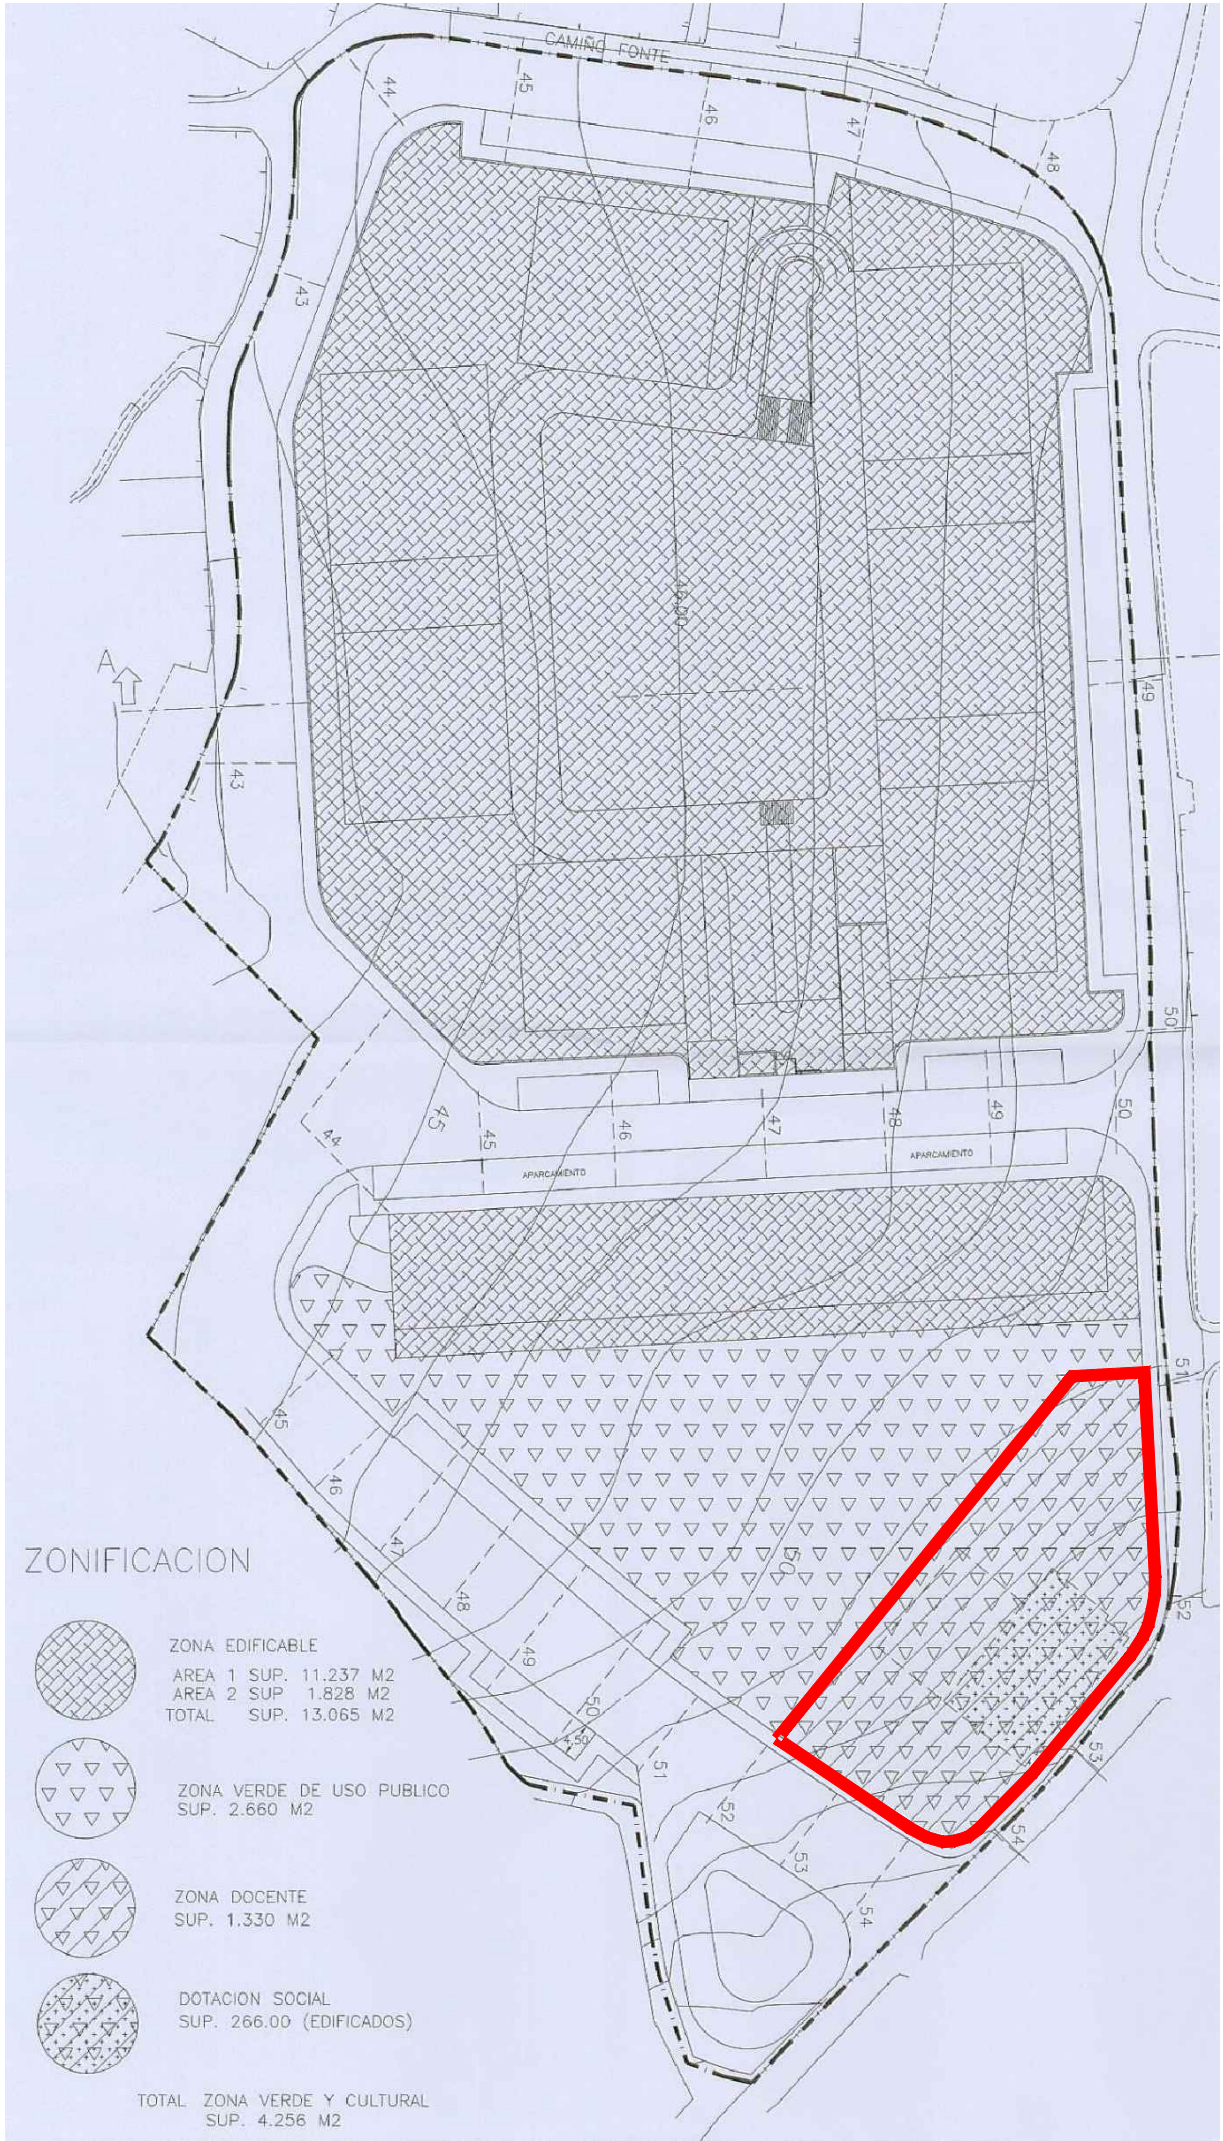 CAMIÑO FONTE
44
45
46
47
48
43
46.00
A
49
43
50
45
44
45
46
47
48
49
50
APARCAMIENTO
APARCAMIENTO
51
45
46
47
48
49
50
4,50
50
52
51
52
53
54
53
54
ZONIFICACION
ZONA EDIFICABLE
AREA 1 SUP. 11.237 M2
AREA 2 SUP 1.828 M2
TOTAL SUP. 13.065 M2
ZONA VERDE DE USO PUBLICO
SUP. 2.660 M2
ZONA DOCENTE
SUP. 1.330 M2
DOTACION SOCIAL
SUP. 266.00 (EDIFICADOS)
TOTAL ZONA VERDE Y CULTURAL
SUP. 4.256 M2